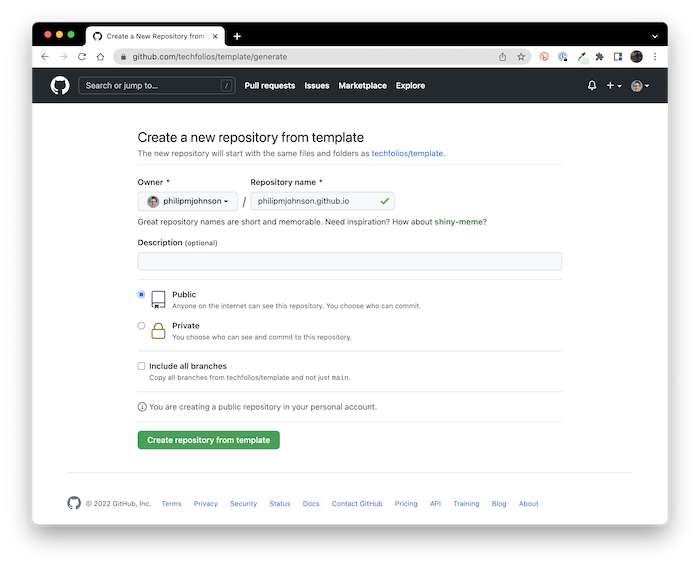 Create a New Repository from
github.com/techfolios/template/generate
Search or jump to...
/
Pull requests
Issues
Marketplace
Explore
Create a new repository from template
The new repository will start with the same files and folders as techfolios/template.
Owner *
Repository name *
philipmjohnson
/
philipmjohnson.github.io
Great repository names are short and memorable. Need inspiration? How about shiny-meme?
Description (optional)
Public
Anyone on the internet can see this repository. You choose who can commit.
Private
You choose who can see and commit to this repository.
Include all branches
Copy all branches from techfolios/template and not just main.
You are creating a public repository in your personal account.
Create repository from template
© 2022 GitHub, Inc.
Terms
Privacy
Security
Status
Docs
Contact GitHub
Pricing
API
Training
Blog
About